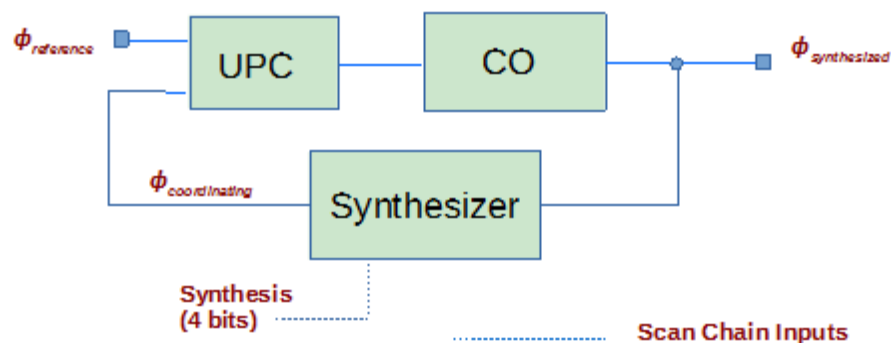 ϕreference
UPC
CO
ϕsynthesized
ϕcoordinating
Synthesizer
Synthesis
(4 bits)
Scan Chain Inputs